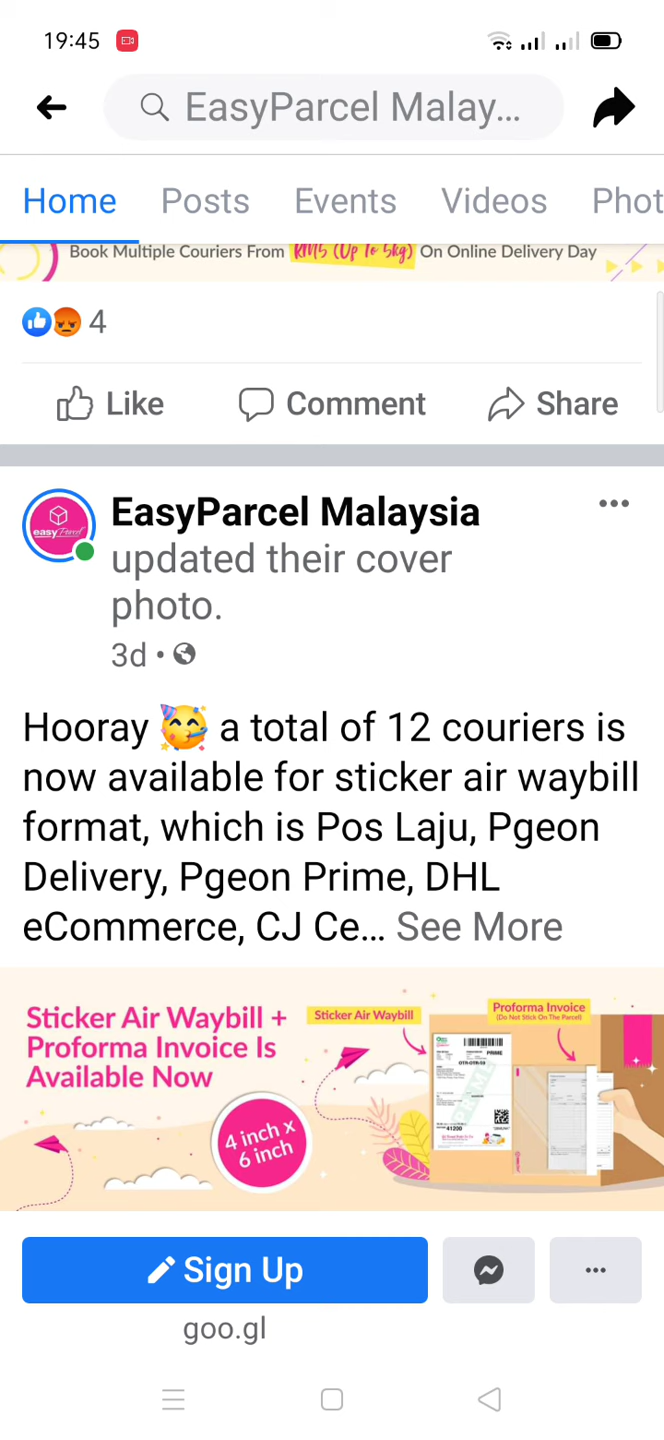 19:45
EasyParcel Malay...
Home Posts Events Videos Phot
Book Multiple Couriers From RM5 (Up To 5kg) On Online Delivery Day
4
Like Comment Share
easyParcel
EasyParcel Malaysia
updated their cover
photo.
3d •
Hooray 🥳 a total of 12 couriers is
now available for sticker air waybill
format, which is Pos Laju, Pgeon
Delivery, Pgeon Prime, DHL
eCommerce, CJ Ce... See More
Sticker Air Waybill +
Proforma Invoice Is
Available Now
4 inch x
6 inch
Sticker Air Waybill
Proforma Invoice
(Do Not Stick On The Parcel)
PRIME
PRIME
41200
Sign Up
goo.gl